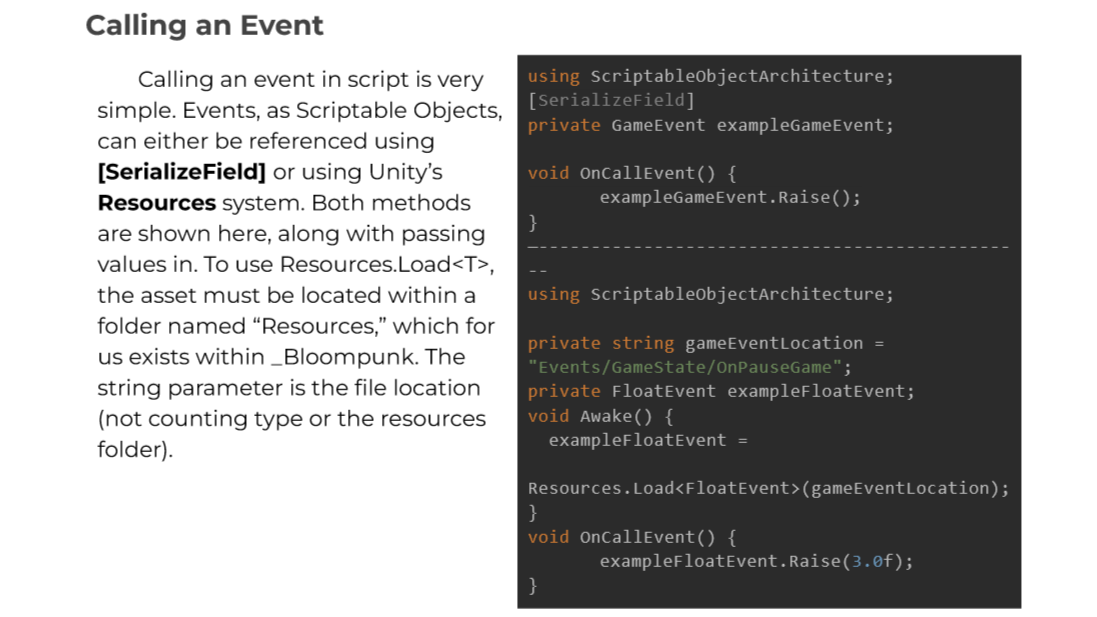 Calling an Event
Calling an event in script is very
simple. Events, as Scriptable Objects,
can either be referenced using
[SerializeField] or using Unity’s
Resources system. Both methods
are shown here, along with passing
values in. To use Resources.Load<T>,
the asset must be located within a
folder named “Resources,” which for
us exists within _Bloompunk. The
string parameter is the file location
(not counting type or the resources
folder).
using ScriptableObjectArchitecture;
[SerializeField]
private GameEvent exampleGameEvent;
void OnCallEvent() {
exampleGameEvent.Raise();
}
—---------------------------------------------
--
using ScriptableObjectArchitecture;
private string gameEventLocation =
"Events/GameState/OnPauseGame";
private FloatEvent exampleFloatEvent;
void Awake() {
exampleFloatEvent =
Resources.Load<FloatEvent>(gameEventLocation);
}
void OnCallEvent() {
exampleFloatEvent.Raise(3.0f);
}